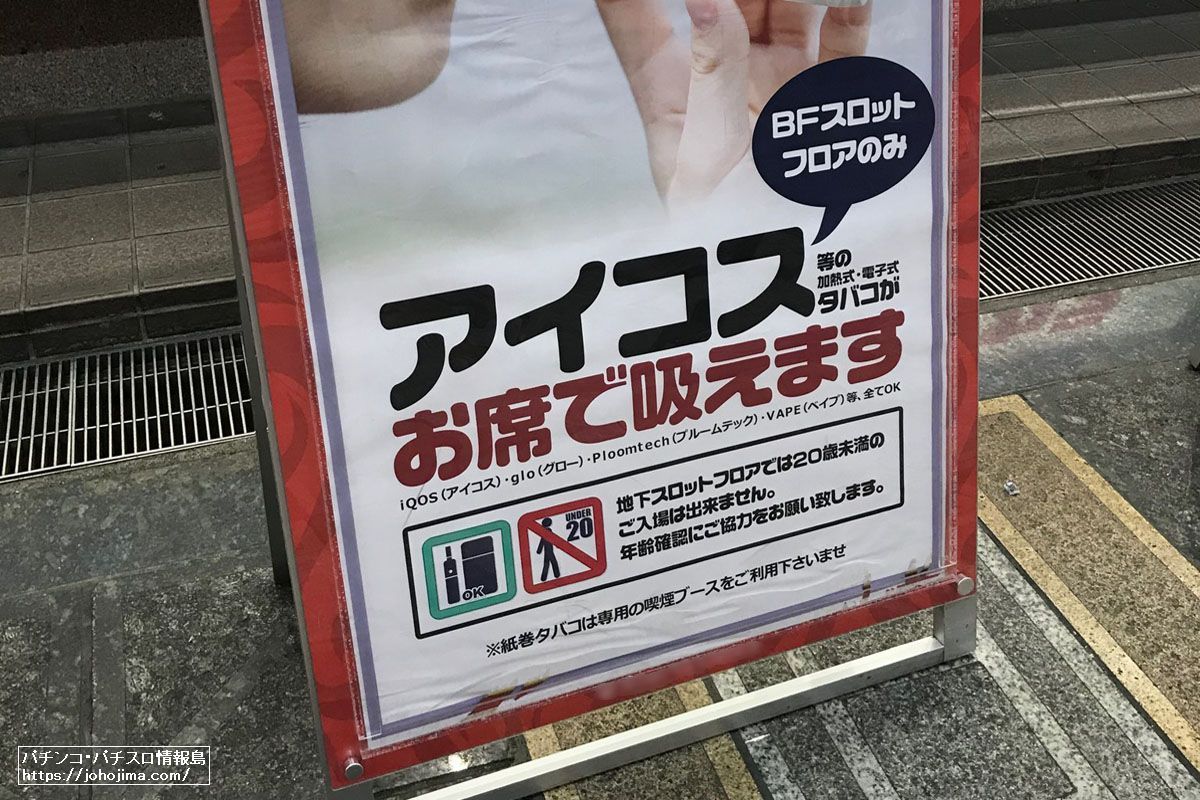 BFスロット
フロアのみ
アイコス等の
加熱式・電子式
タバコが
お席で吸えます
iQOS(アイコス)・glo(グロー)・Ploomtech(プルームテック)・VAPE(ベイプ)等、全てOK
OK
UNDER
20
地下スロットフロアでは20歳未満の
ご入場は出来ません。
年齢確認にご協力をお願い致します。
※紙巻タバコは専用の喫煙ブースをご利用下さいませ
パチンコ・パチスロ情報島
https://johojima.com/